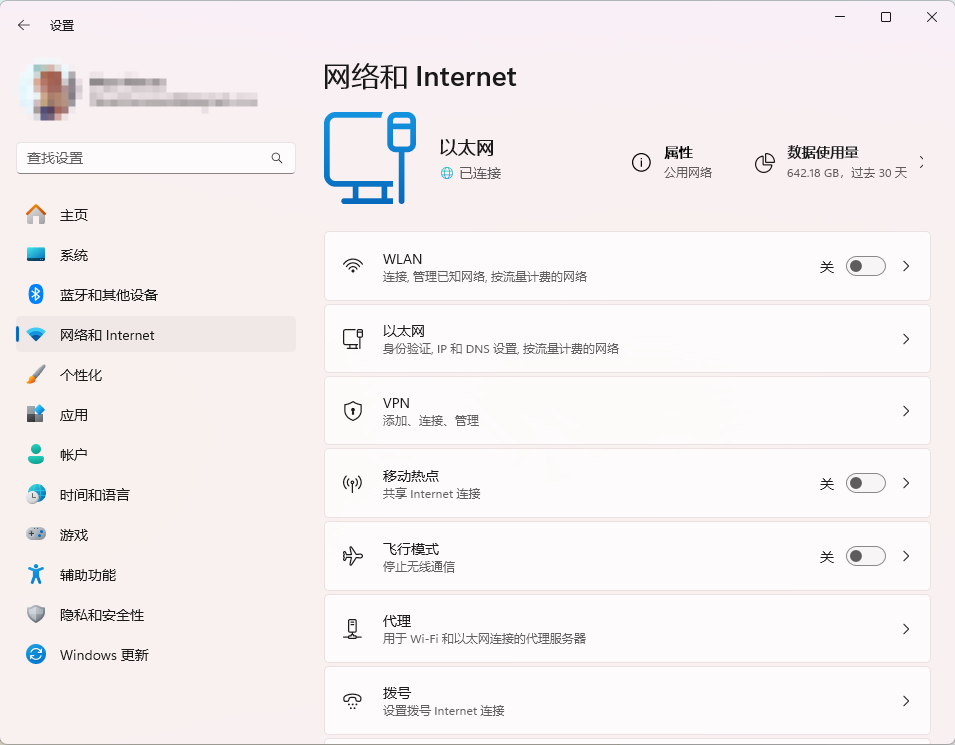 设置
查找设置
主页
系统
蓝牙和其他设备
网络和 Internet
个性化
应用
帐户
时间和语言
游戏
辅助功能
隐私和安全性
Windows 更新
网络和 Internet
以太网
已连接
属性
公用网络
数据使用量
642.18 GB，过去 30 天
WLAN
连接, 管理已知网络, 按流量计费的网络
关
以太网
身份验证, IP 和 DNS 设置, 按流量计费的网络
VPN
添加、连接、管理
移动热点
共享 Internet 连接
关
飞行模式
停止无线通信
关
代理
用于 Wi-Fi 和以太网连接的代理服务器
拨号
设置拨号 Internet 连接